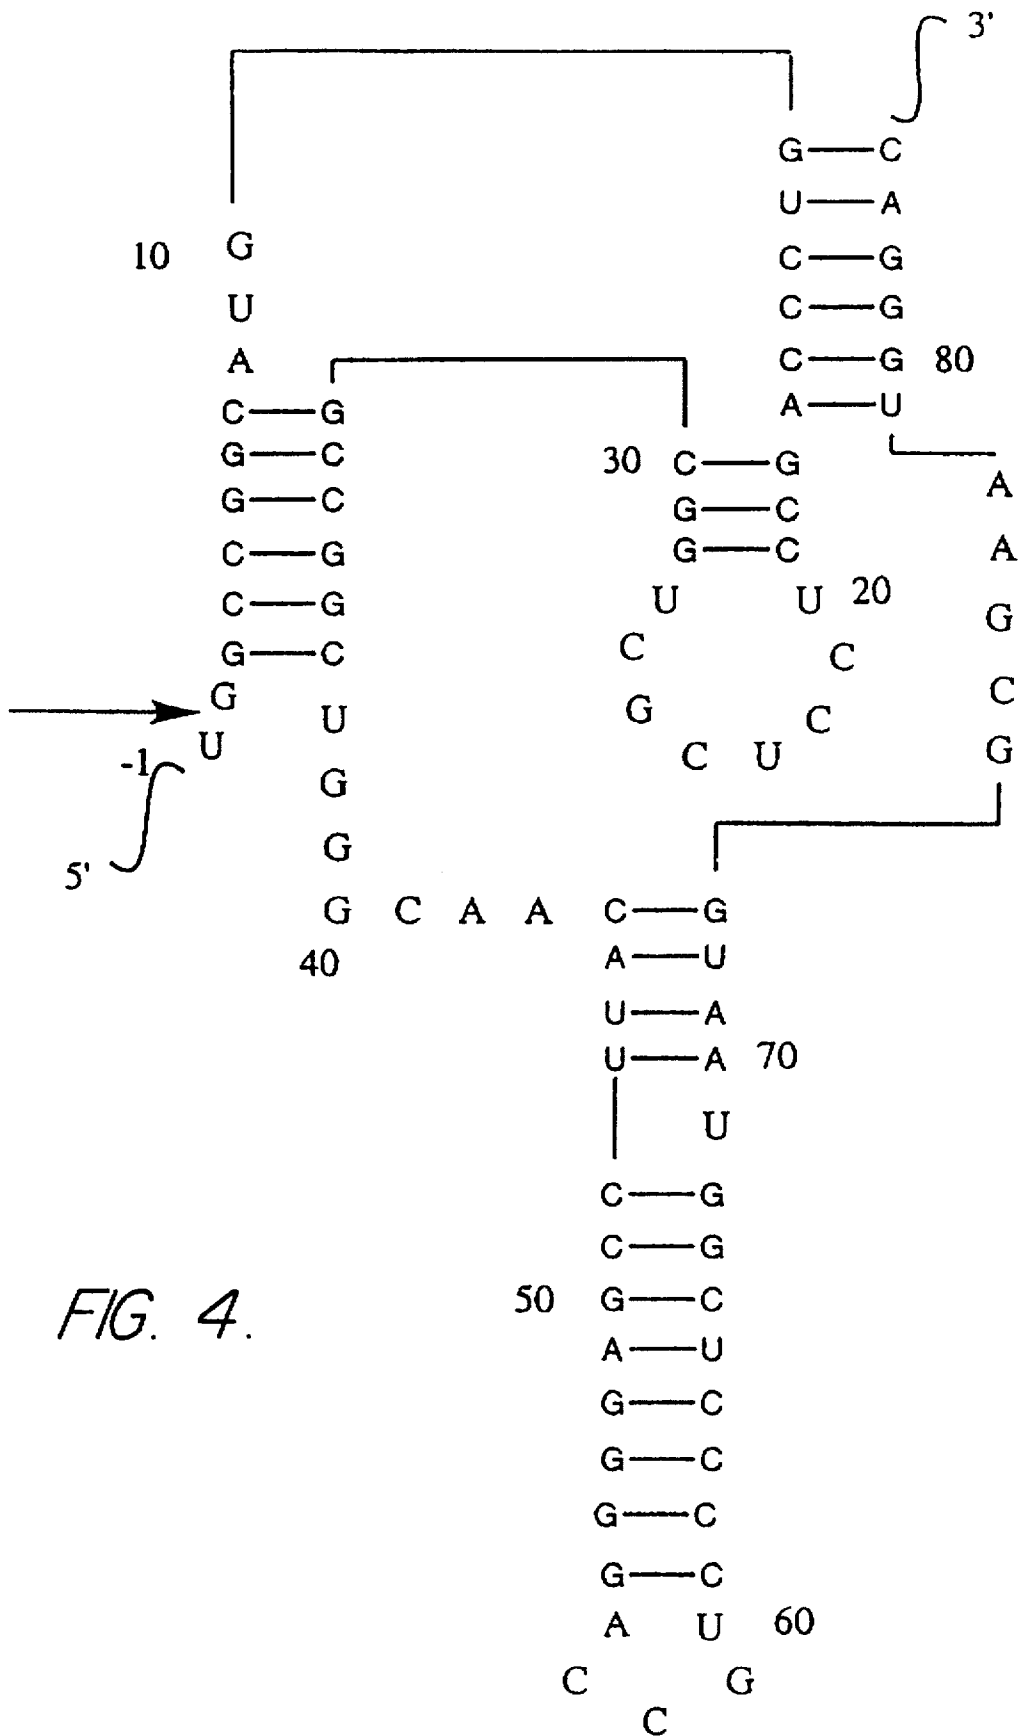 3'
G C
U A
10 G C G
U C G
A C G 80
C G A U
G C 30 C G A
G C G C A
C G G C
C G U U 20 G
G C C C
G U G C C
-1 U G C U G
5' G
G C A A C G
40 A U
U A
U A 70
U
C G
C G
50 G C
A U
G C
G C
G C
G C
A U 60
C G
C
FIG. 4.